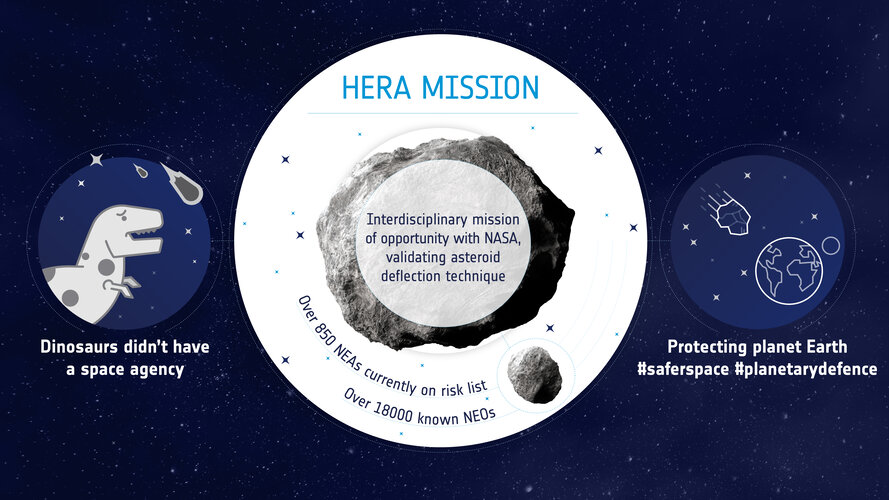 HERA MISSION
Interdisciplinary mission
of opportunity with NASA,
validating asteroid
deflection technique
Over 850 NEAs currently on risk list
Over 18000 known NEOs
Dinosaurs didn't have
a space agency
Protecting planet Earth
#saferspace #planetarydefence